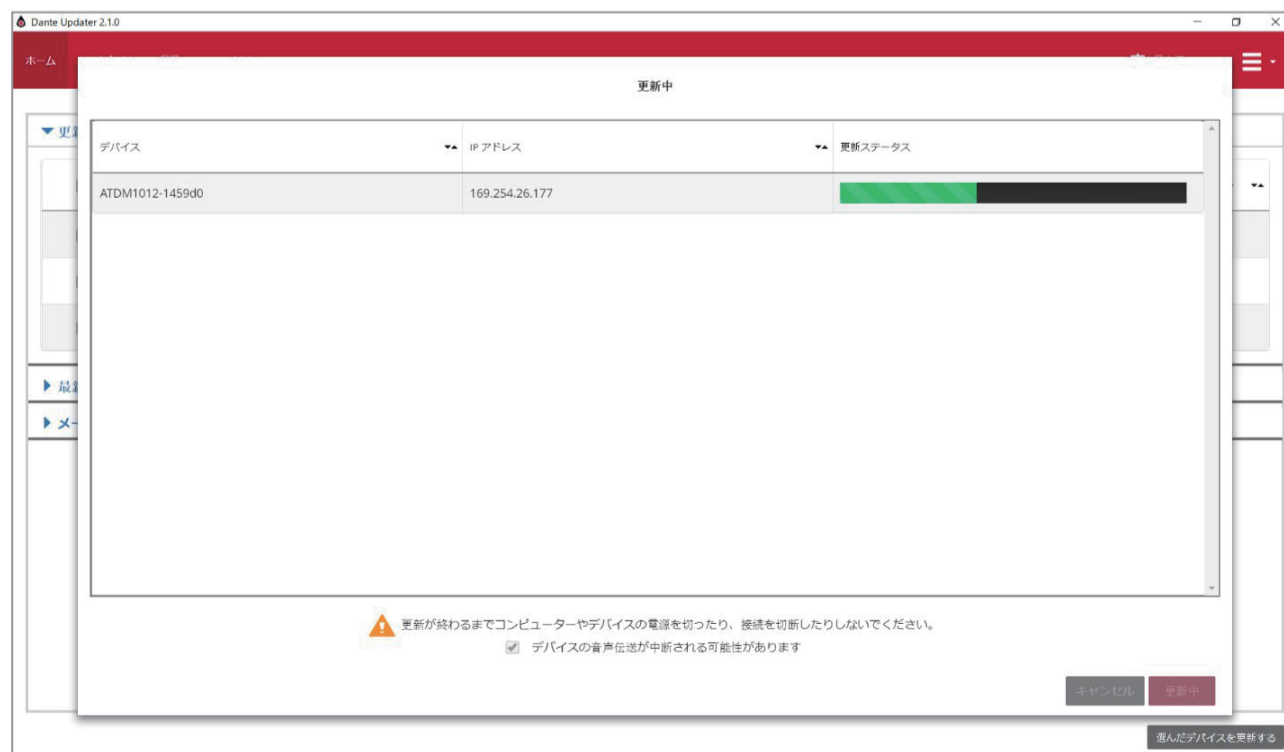 Dante Updater 2.1.0
ホーム
更新中
▼更新
デバイス
IP アドレス
更新ステータス
ATDM1012-1459d0
169.254.26.177
最新
メー
更新が終わるまでコンピューターやデバイスの電源を切ったり、接続を切断したりしないでください。
デバイスの音声伝送が中断される可能性があります
キャンセル
更新中
選んだデバイスを更新する